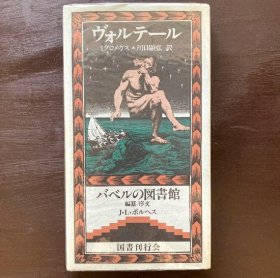 ヴォルテール
ミクロメガス★川口顕弘 訳
バベルの図書館
編纂/序文
J・L・ボルヘス
国書刊行会